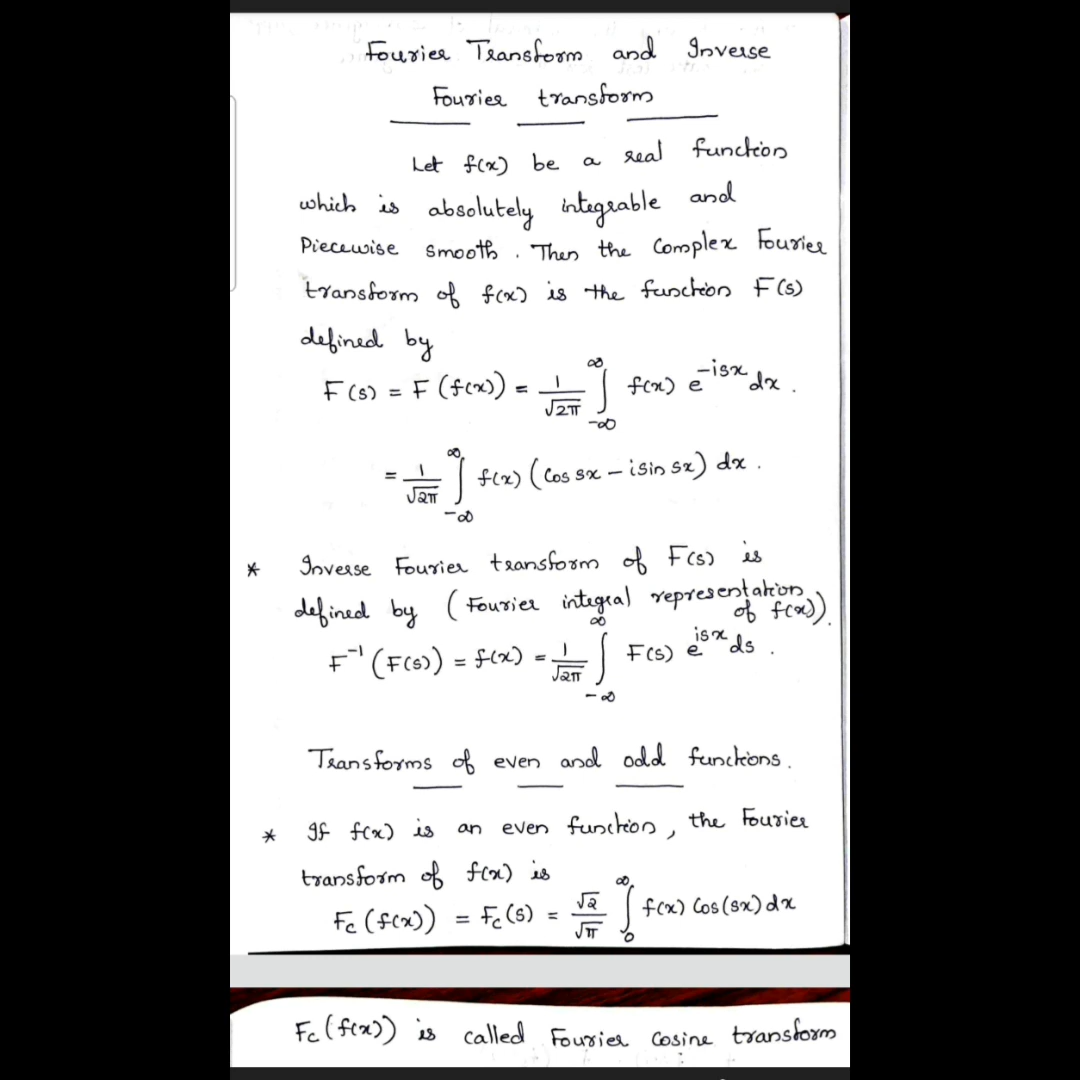 Fourier Transform and Inverse
Fourier transform
Let f(x) be a real function
which is absolutely integrable and
Piecewise smooth. Then the Complex Fourier
transform of f(x) is the function F(s)
defined by
F(s) = F(f(x)) = 1/√2π ∫_{-∞}^{∞} f(x) e^{-isx} dx.
= 1/√2π ∫_{-∞}^{∞} f(x) (Cos sx - i sin sx) dx.
* Inverse Fourier transform of F(s) is
defined by (Fourier integral representation of f(x)).
F^{-1}(F(s)) = f(x) = 1/√2π ∫_{-∞}^{∞} F(s) e^{isx} ds.
Transforms of even and odd functions.
* If f(x) is an even function, the Fourier
transform of f(x) is
Fc(f(x)) = Fc(s) = √2/√π ∫_{0}^{∞} f(x) Cos(sx) dx
Fc(f(x)) is called Fourier Cosine transform